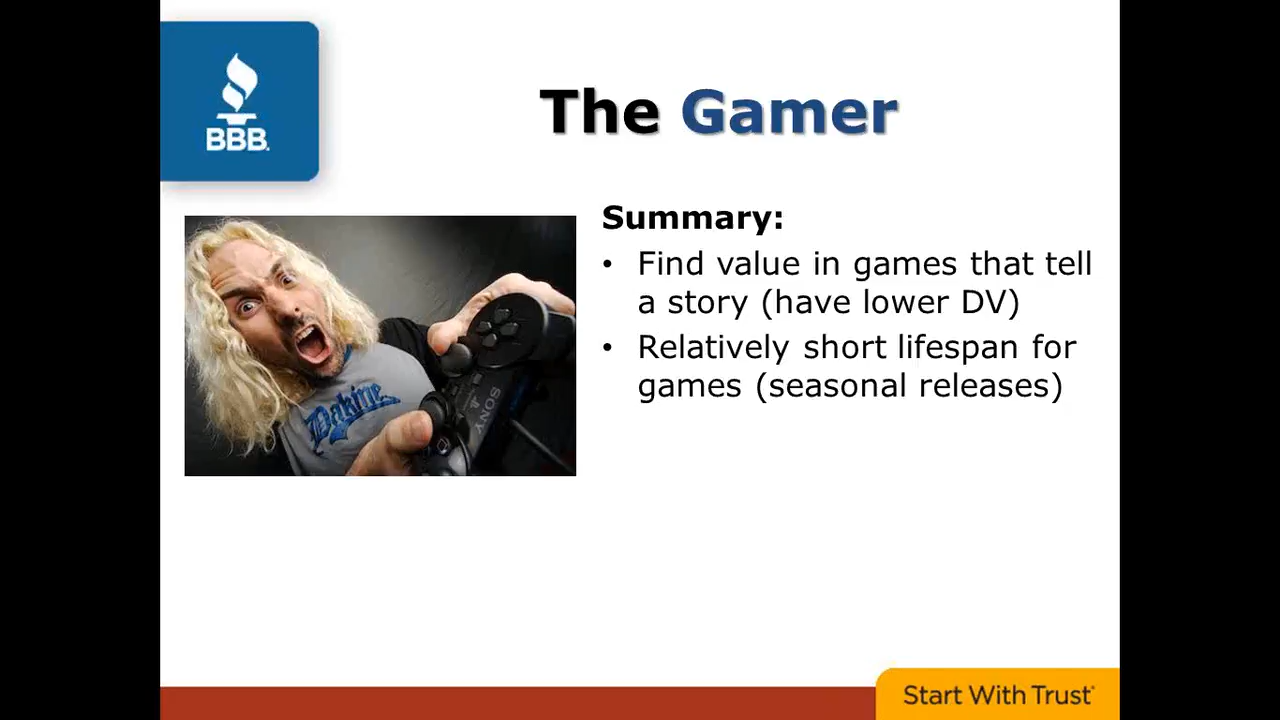 BBB.
The Gamer
Summary:
• Find value in games that tell
a story (have lower DV)
• Relatively short lifespan for
games (seasonal releases)
Dakine
SONY
Start With Trust®